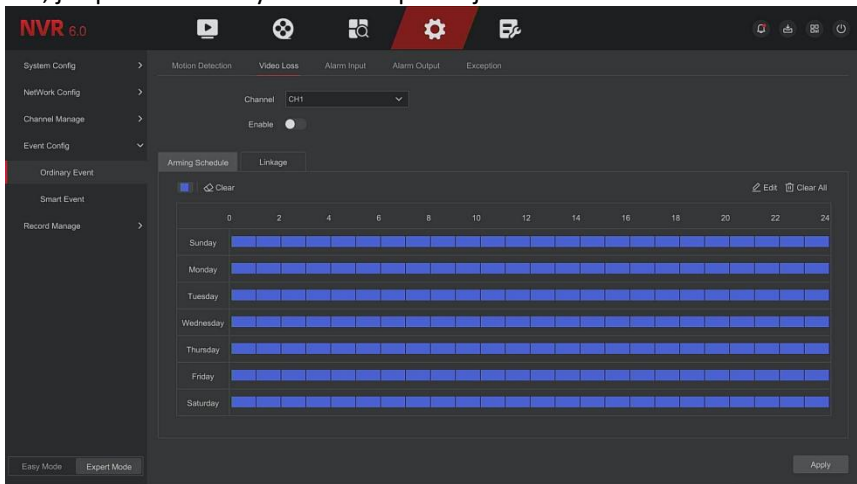 NVR 6.0
System Config
NetWork Config
Channel Manage
Event Config
Ordinary Event
Smart Event
Record Manage
Easy Mode Expert Mode
Motion Detection Video Loss Alarm Input Alarm Output Exception
Channel CH1
Enable
Arming Schedule Linkage
Clear Edit Clear All
0 2 4 6 8 10 12 14 16 18 20 22 24
Sunday
Monday
Tuesday
Wednesday
Thursday
Friday
Saturday
Apply